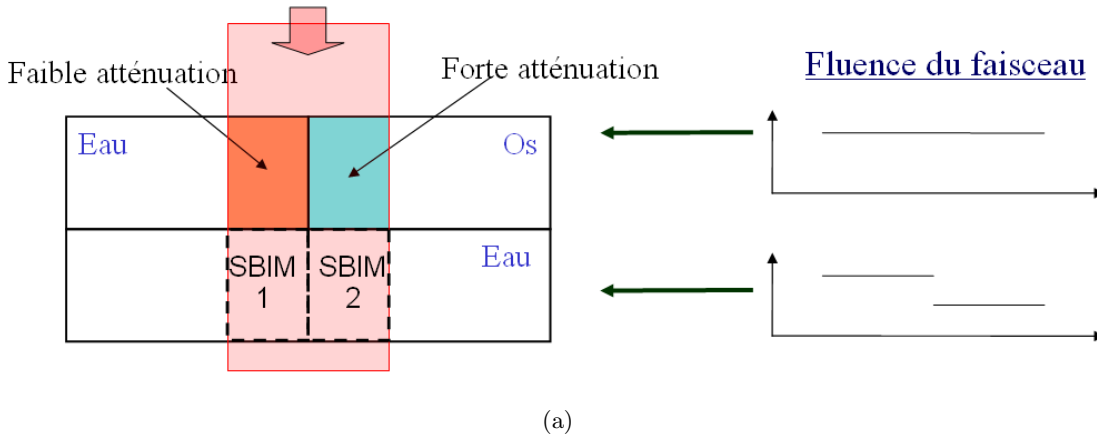 Faible atténuation
Forte atténuation
Fluence du faisceau
Eau
Os
SBIM
1
SBIM
2
Eau
(a)